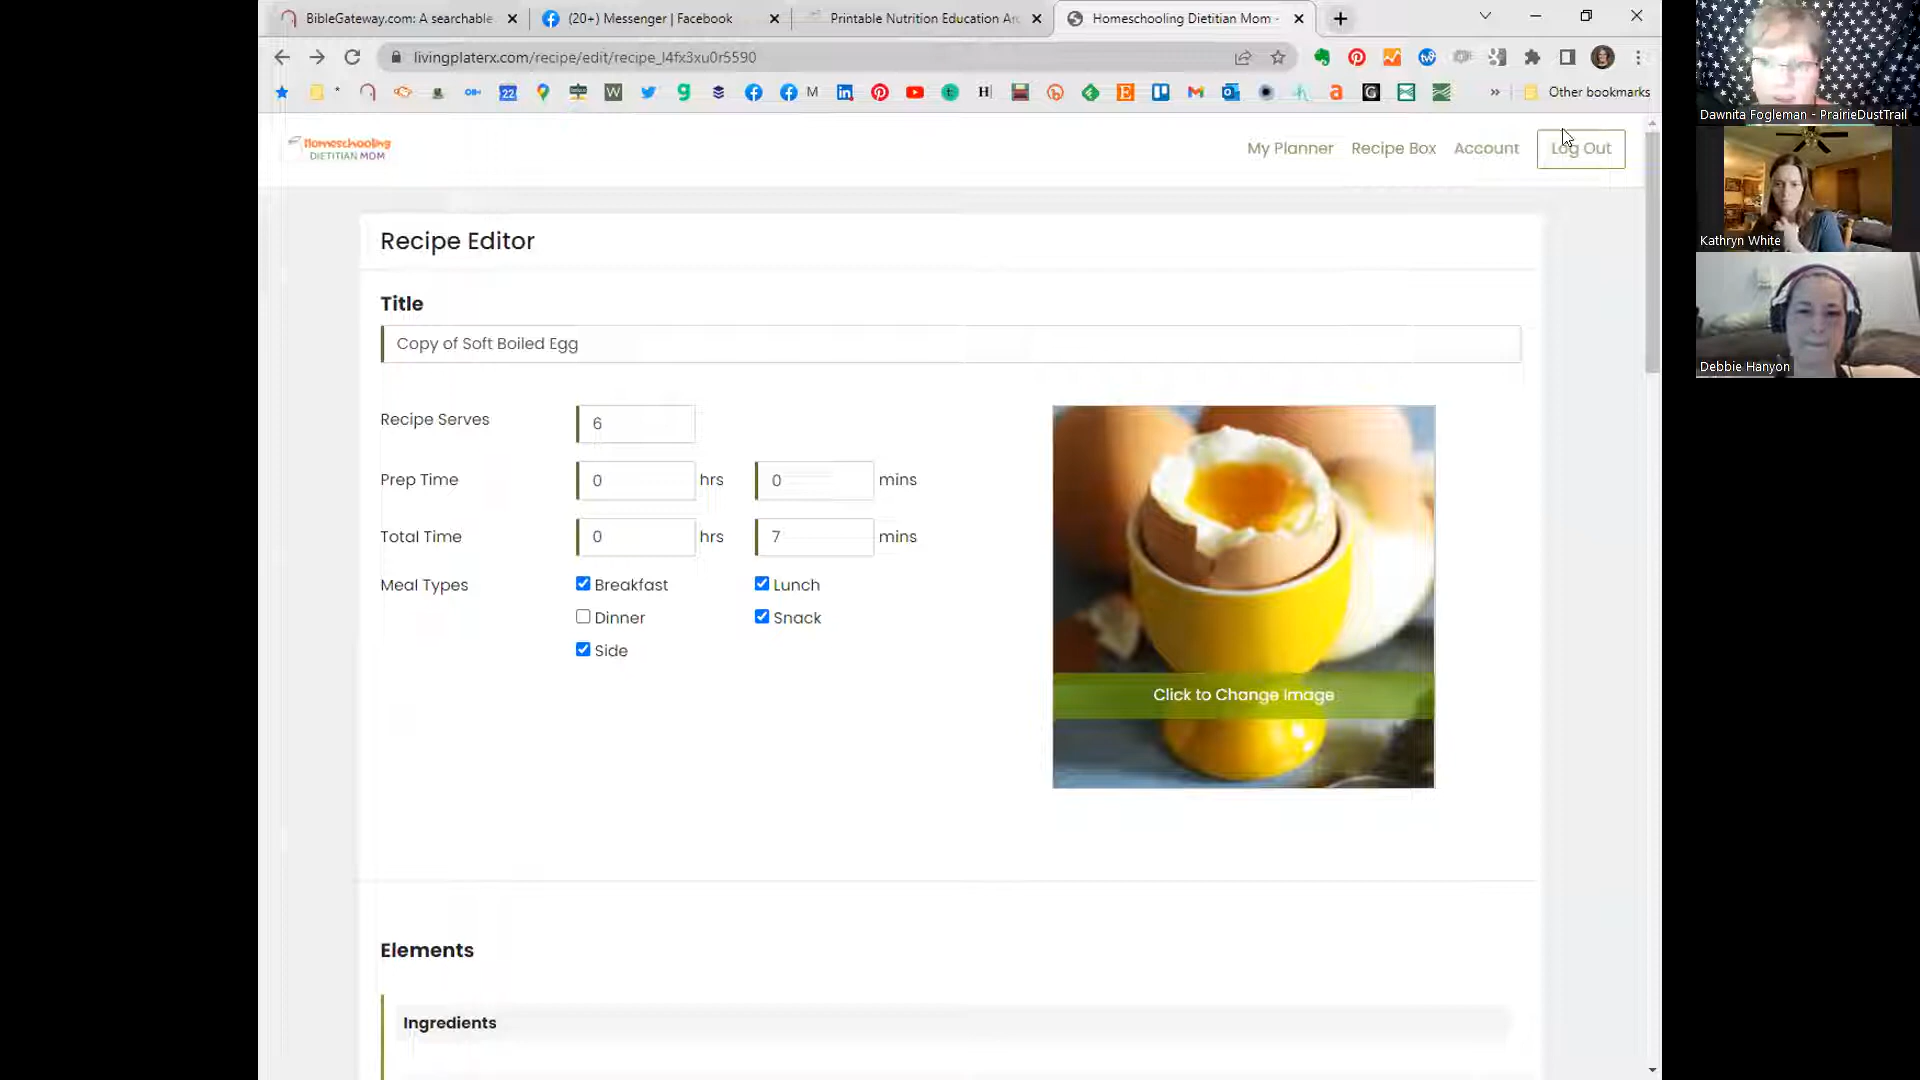 BibleGateway.com: A searchable
(20+) Messenger | Facebook
Printable Nutrition Education
Homeschooling Dietitian Mom -
livingplaterx.com/recipe/edit/recipe_l4fx3xu0r5590
Other bookmarks
Homeschooling
DIETITIAN MOM
My Planner
Recipe Box
Account
Log Out
Recipe Editor
Title
Copy of Soft Boiled Egg
Recipe Serves
6
Prep Time
0 hrs
0 mins
Total Time
0 hrs
7 mins
Meal Types
Breakfast
Lunch
Dinner
Snack
Side
Click to Change Image
Elements
Ingredients
Dawnita Fogleman - PrairieDustTrail
Kathryn White
Debbie Hanyon